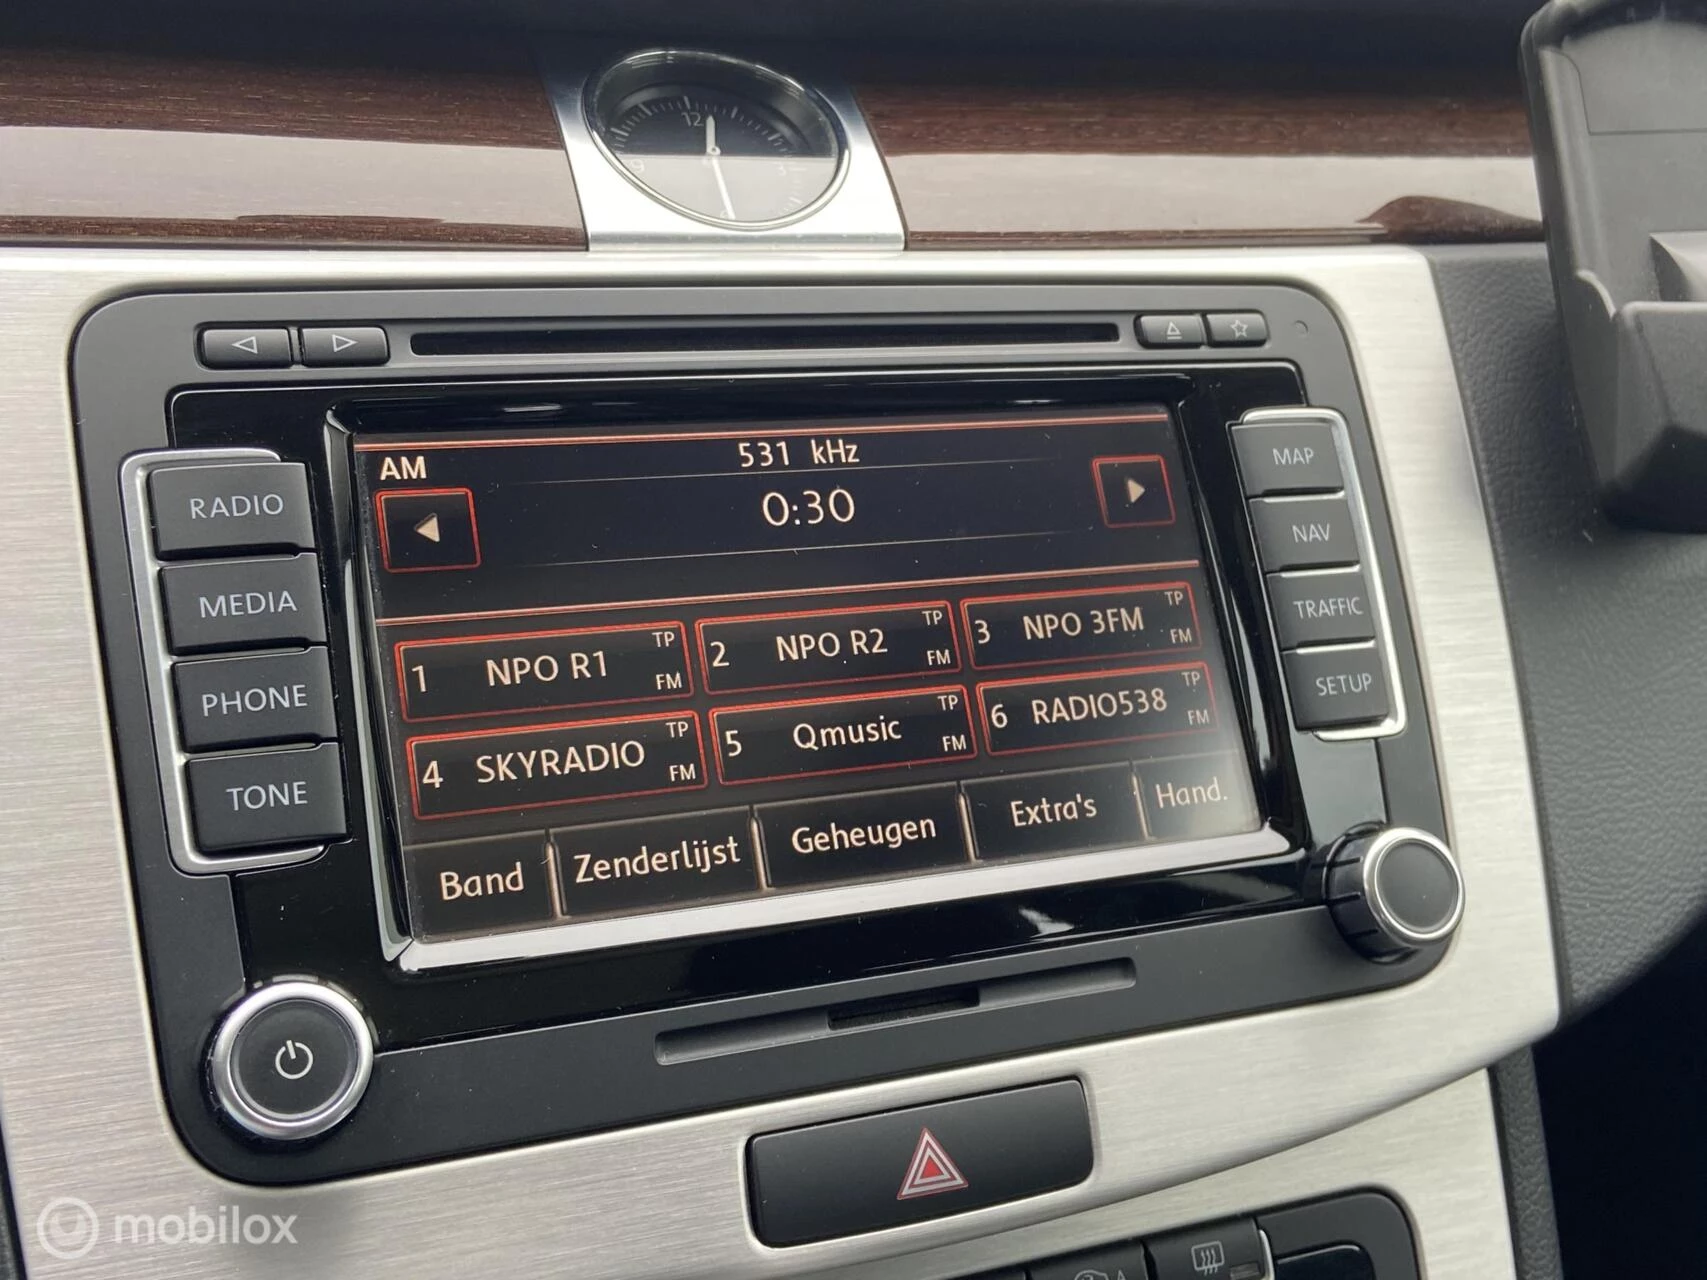 12
9
3
AM
531 kHz
0:30
1 NPO R1 TP FM
2 NPO R2 TP FM
3 NPO 3FM TP FM
4 SKYRADIO TP FM
5 Qmusic TP FM
6 RADIO538 TP FM
Band
Zenderlijst
Geheugen
Extra's
Hand.
RADIO
MEDIA
PHONE
TONE
MAP
NAV
TRAFFIC
SETUP
A
mobilox